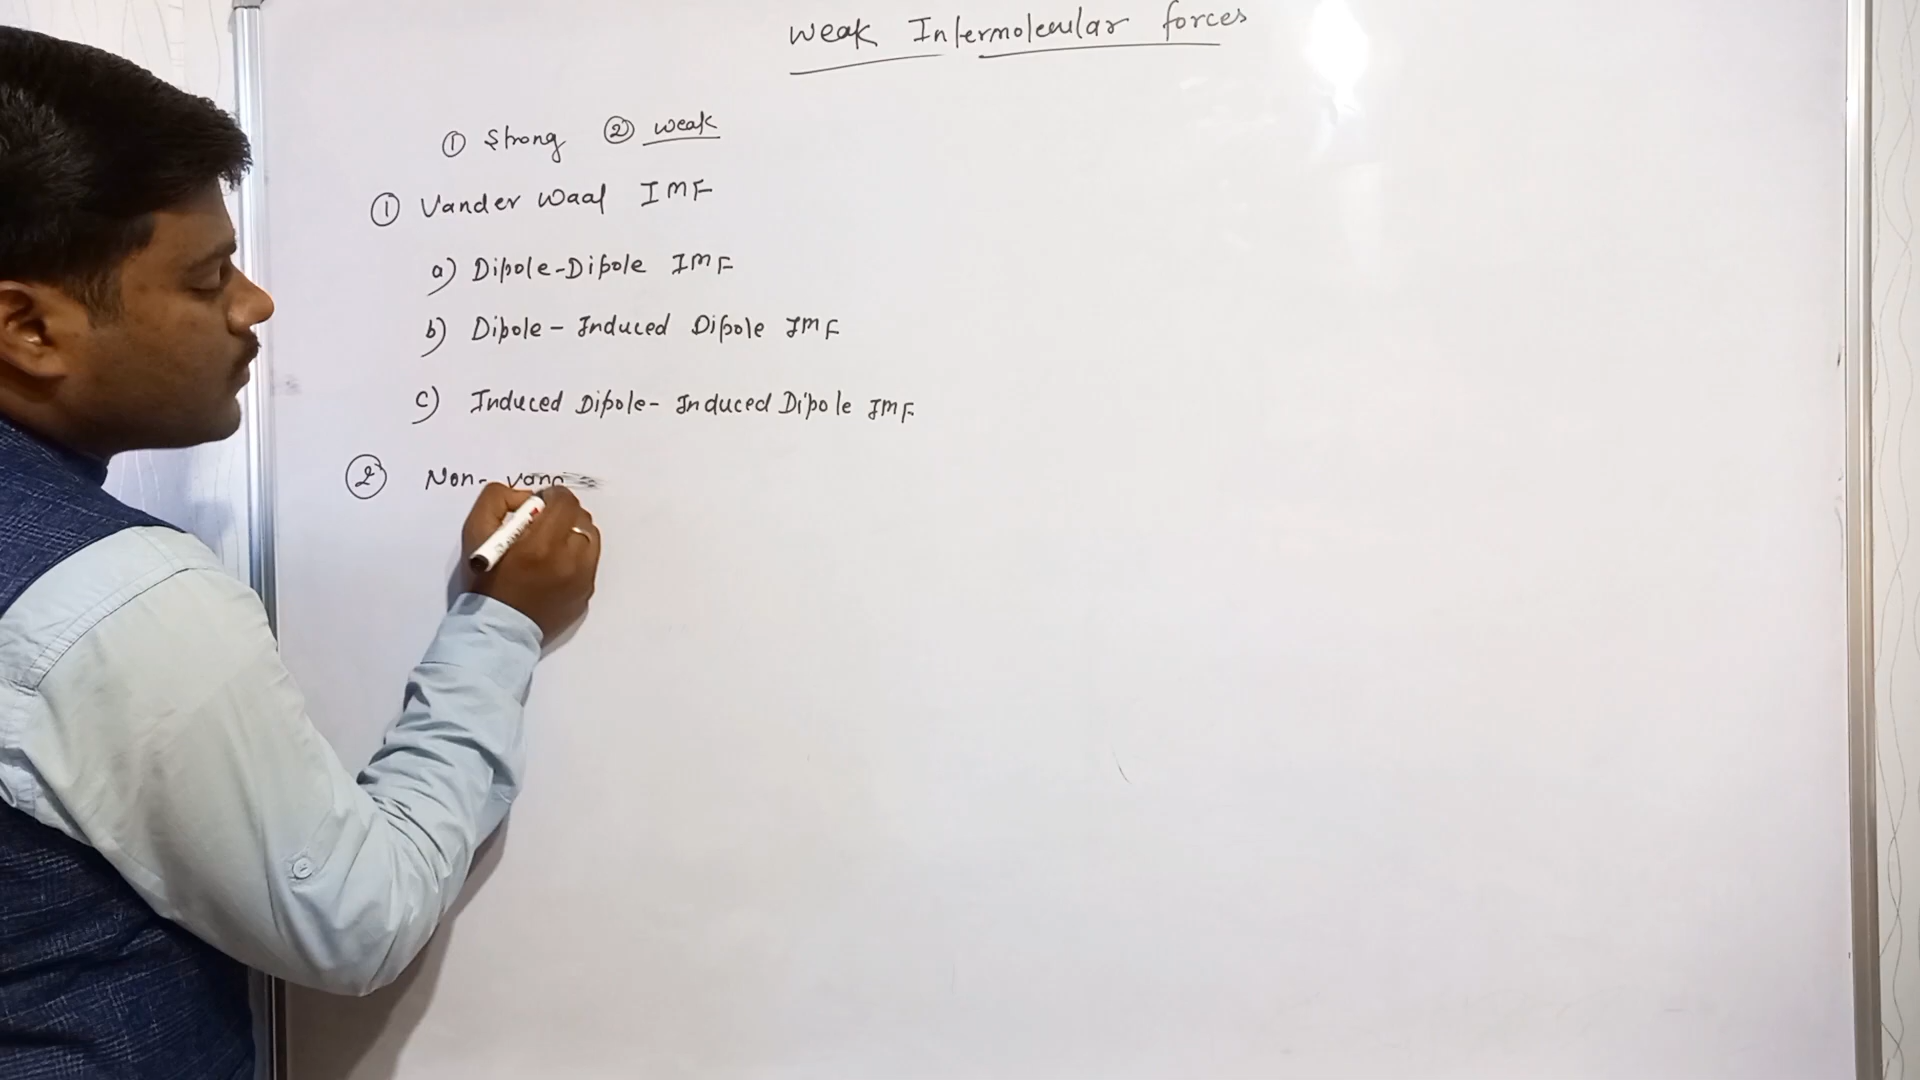 Weak Intermolecular forces
① Strong ② weak
① Vander Waal IMF
a) Dipole-Dipole IMF
b) Dipole - Induced Dipole IMF
c) Induced Dipole - Induced Dipole IMF
② Non- Vand